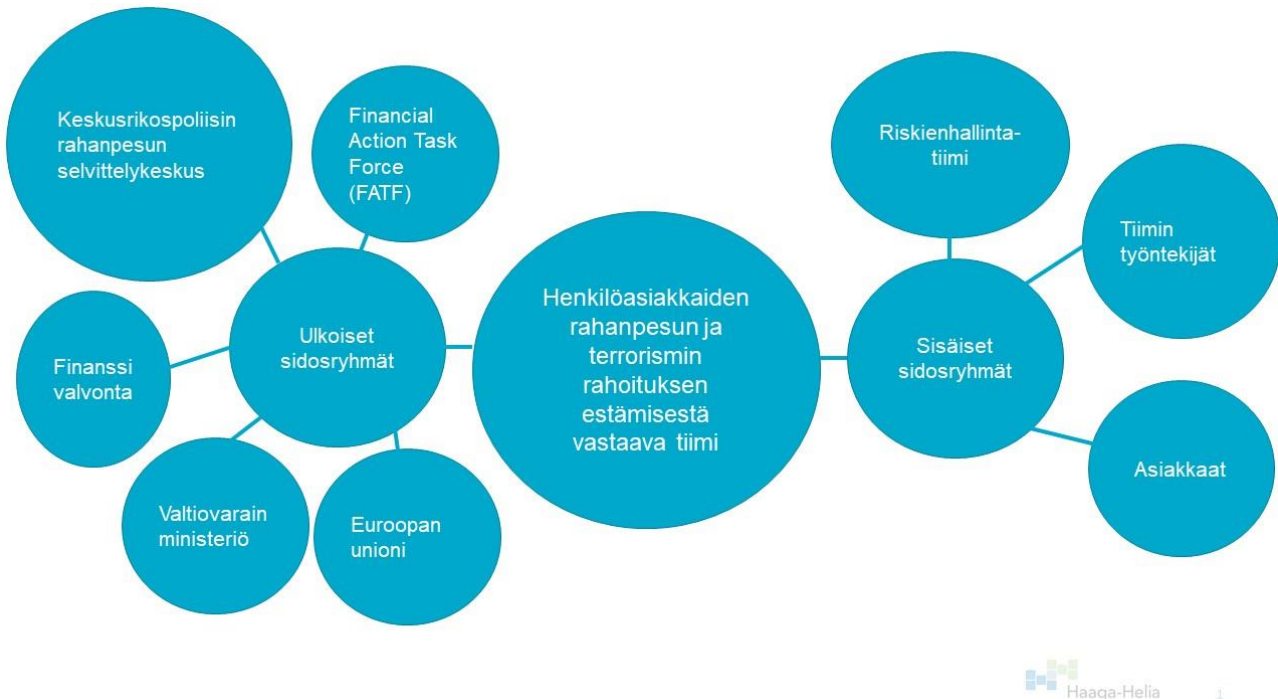 Keskusrikospoliisin
rahanpesun
selvittelykeskus
Financial
Action Task
Force
(FATF)
Riskienhallinta-
tiimi
Tiimin
työntekijät
Henkilöasiakkaiden
rahanpesun ja
terrorismin
rahoituksen
estämisestä
vastaava tiimi
Ulkoiset
sidosryhmät
Sisäiset
sidosryhmät
Finanssi
valvonta
Asiakkaat
Valtiovarain
ministeriö
Euroopan
unioni
Haaga-Helia
1